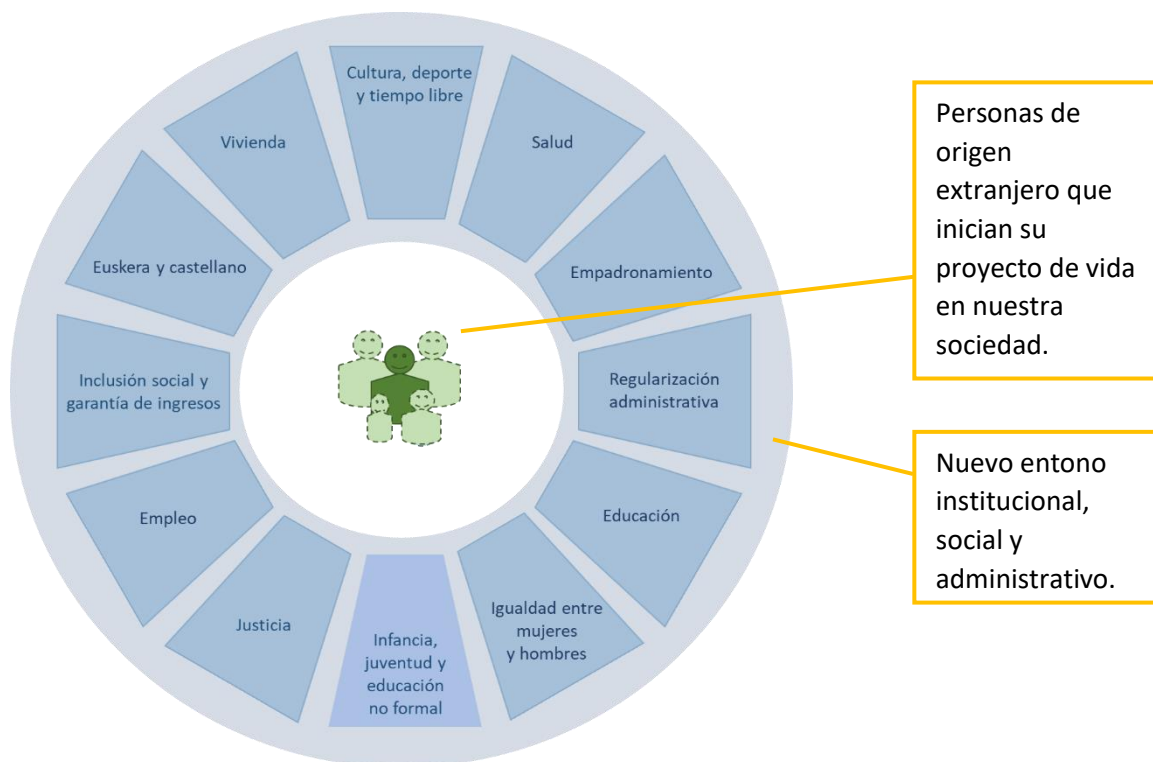 Cultura, deporte
y tiempo libre
Salud
Empadronamiento
Regularización
administrativa
Educación
Igualdad entre
mujeres
y hombres
Infancia,
juventud y
educación
no formal
Justicia
Empleo
Inclusión social y
garantía de ingresos
Euskera y castellano
Vivienda
Personas de
origen
extranjero que
inician su
proyecto de vida
en nuestra
sociedad.
Nuevo entono
institucional,
social y
administrativo.